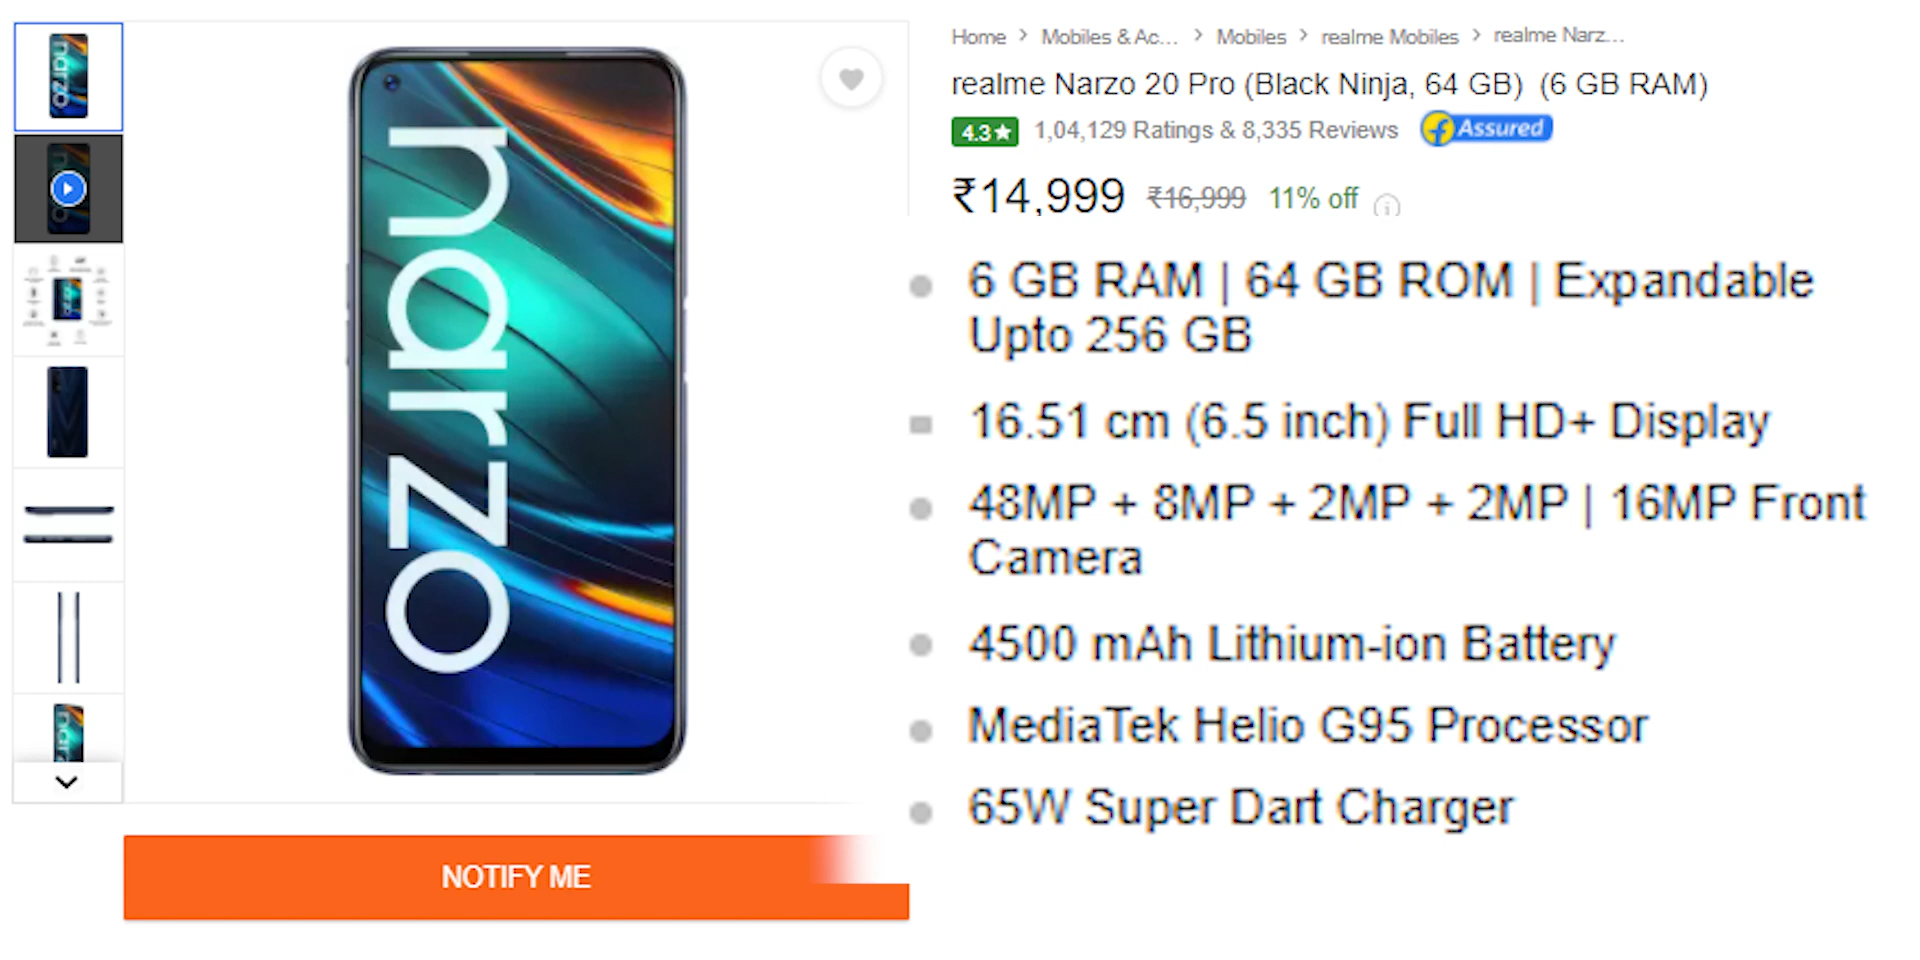 Home > Mobiles & Ac... > Mobiles > realme Mobiles > realme Narz...
realme Narzo 20 Pro (Black Ninja, 64 GB) (6 GB RAM)
4.3★ 1,04,129 Ratings & 8,335 Reviews Assured
₹14,999 ₹16,999 11% off
6 GB RAM | 64 GB ROM | Expandable
Upto 256 GB
16.51 cm (6.5 inch) Full HD+ Display
48MP + 8MP + 2MP + 2MP | 16MP Front
Camera
4500 mAh Lithium-ion Battery
MediaTek Helio G95 Processor
65W Super Dart Charger
narzo
narzo
narzo
NOTIFY ME